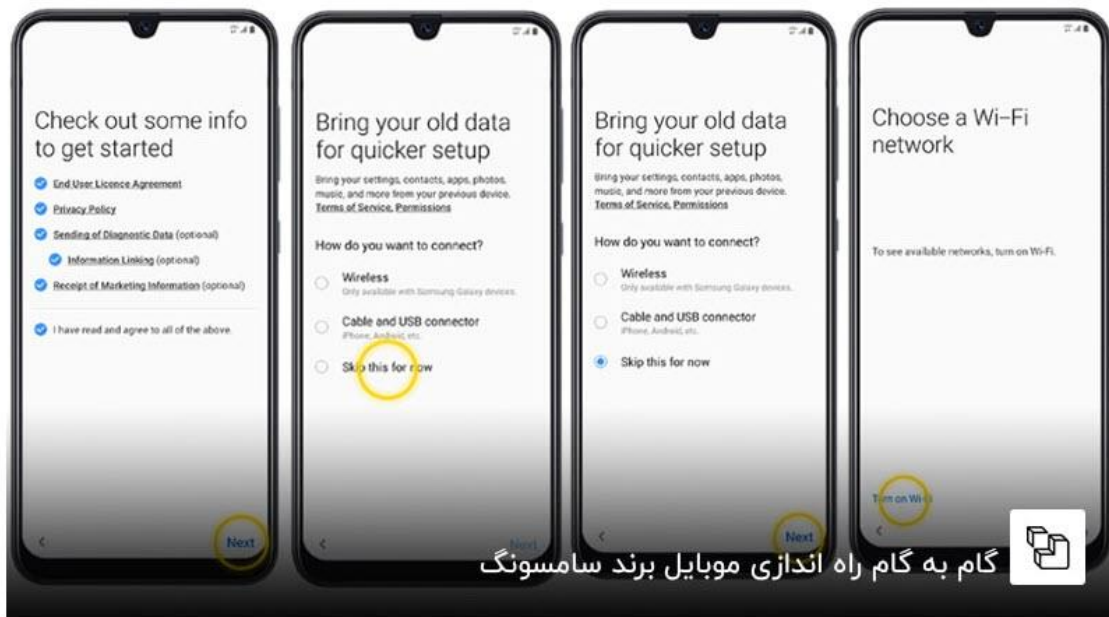 Check out some info
to get started
End User Licence Agreement
Privacy Policy
Sending of Diagnostic Data (optional)
Information Linking (optional)
Receipt of Marketing Information (optional)
I have read and agree to all of the above.
Next
Bring your old data
for quicker setup
Bring your settings, contacts, apps, photos,
music, and more from your previous device.
Terms of Service, Permissions
How do you want to connect?
Wireless
Only available with Samsung Galaxy devices.
Cable and USB connector
iPhone, Android, etc.
Skip this for now
Next
Bring your old data
for quicker setup
Bring your settings, contacts, apps, photos,
music, and more from your previous device.
Terms of Service, Permissions
How do you want to connect?
Wireless
Only available with Samsung Galaxy devices.
Cable and USB connector
iPhone, Android, etc.
Skip this for now
Next
Choose a Wi-Fi
network
To see available networks, turn on Wi-Fi.
Turn on Wi-Fi
گام به گام راه اندازی موبایل برند سامسونگ